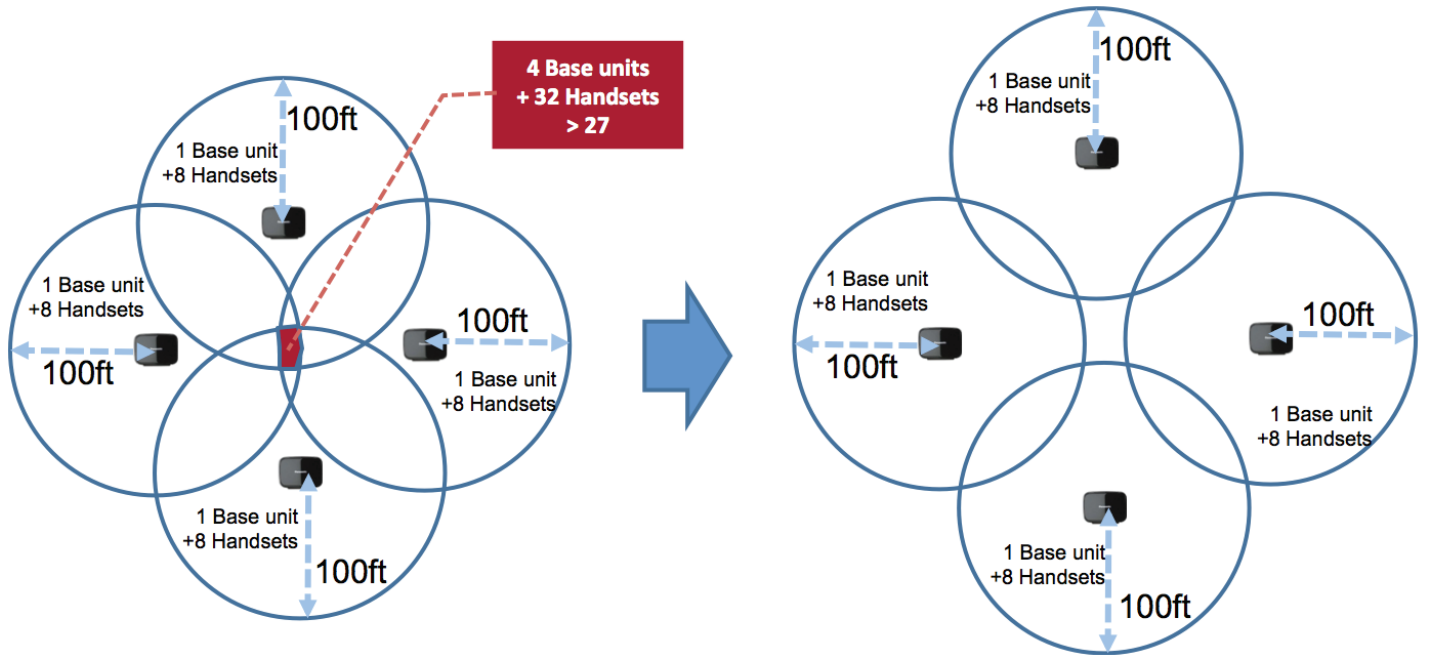 4 Base units
+ 32 Handsets
> 27
100ft
1 Base unit
+8 Handsets
1 Base unit
+8 Handsets
100ft
100ft
1 Base unit
+8 Handsets
1 Base unit
+8 Handsets
100ft
100ft
1 Base unit
+8 Handsets
1 Base unit
+8 Handsets
100ft
100ft
1 Base unit
+8 Handsets
1 Base unit
+8 Handsets
100ft